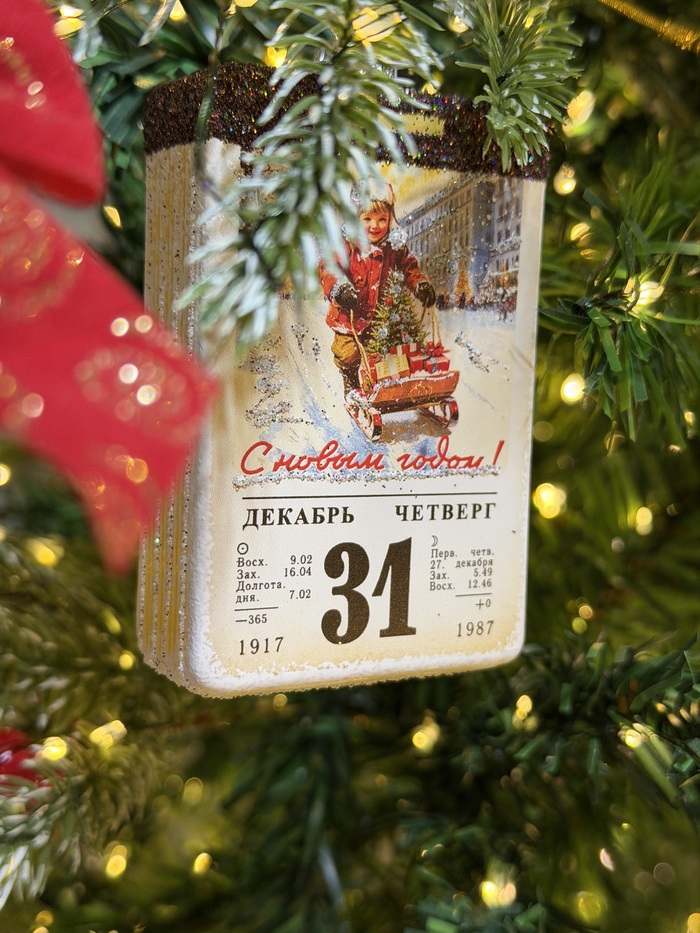 С новым годом!
ДЕКАБРЬ ЧЕТВЕРГ
Восх. 9.02
Зах. 16.04
Долгота.
дня. 7.02
—365
1917
31
Перв. четв.
27. декабря
Зах. 5.49
Восх. 12.46
+0
1987